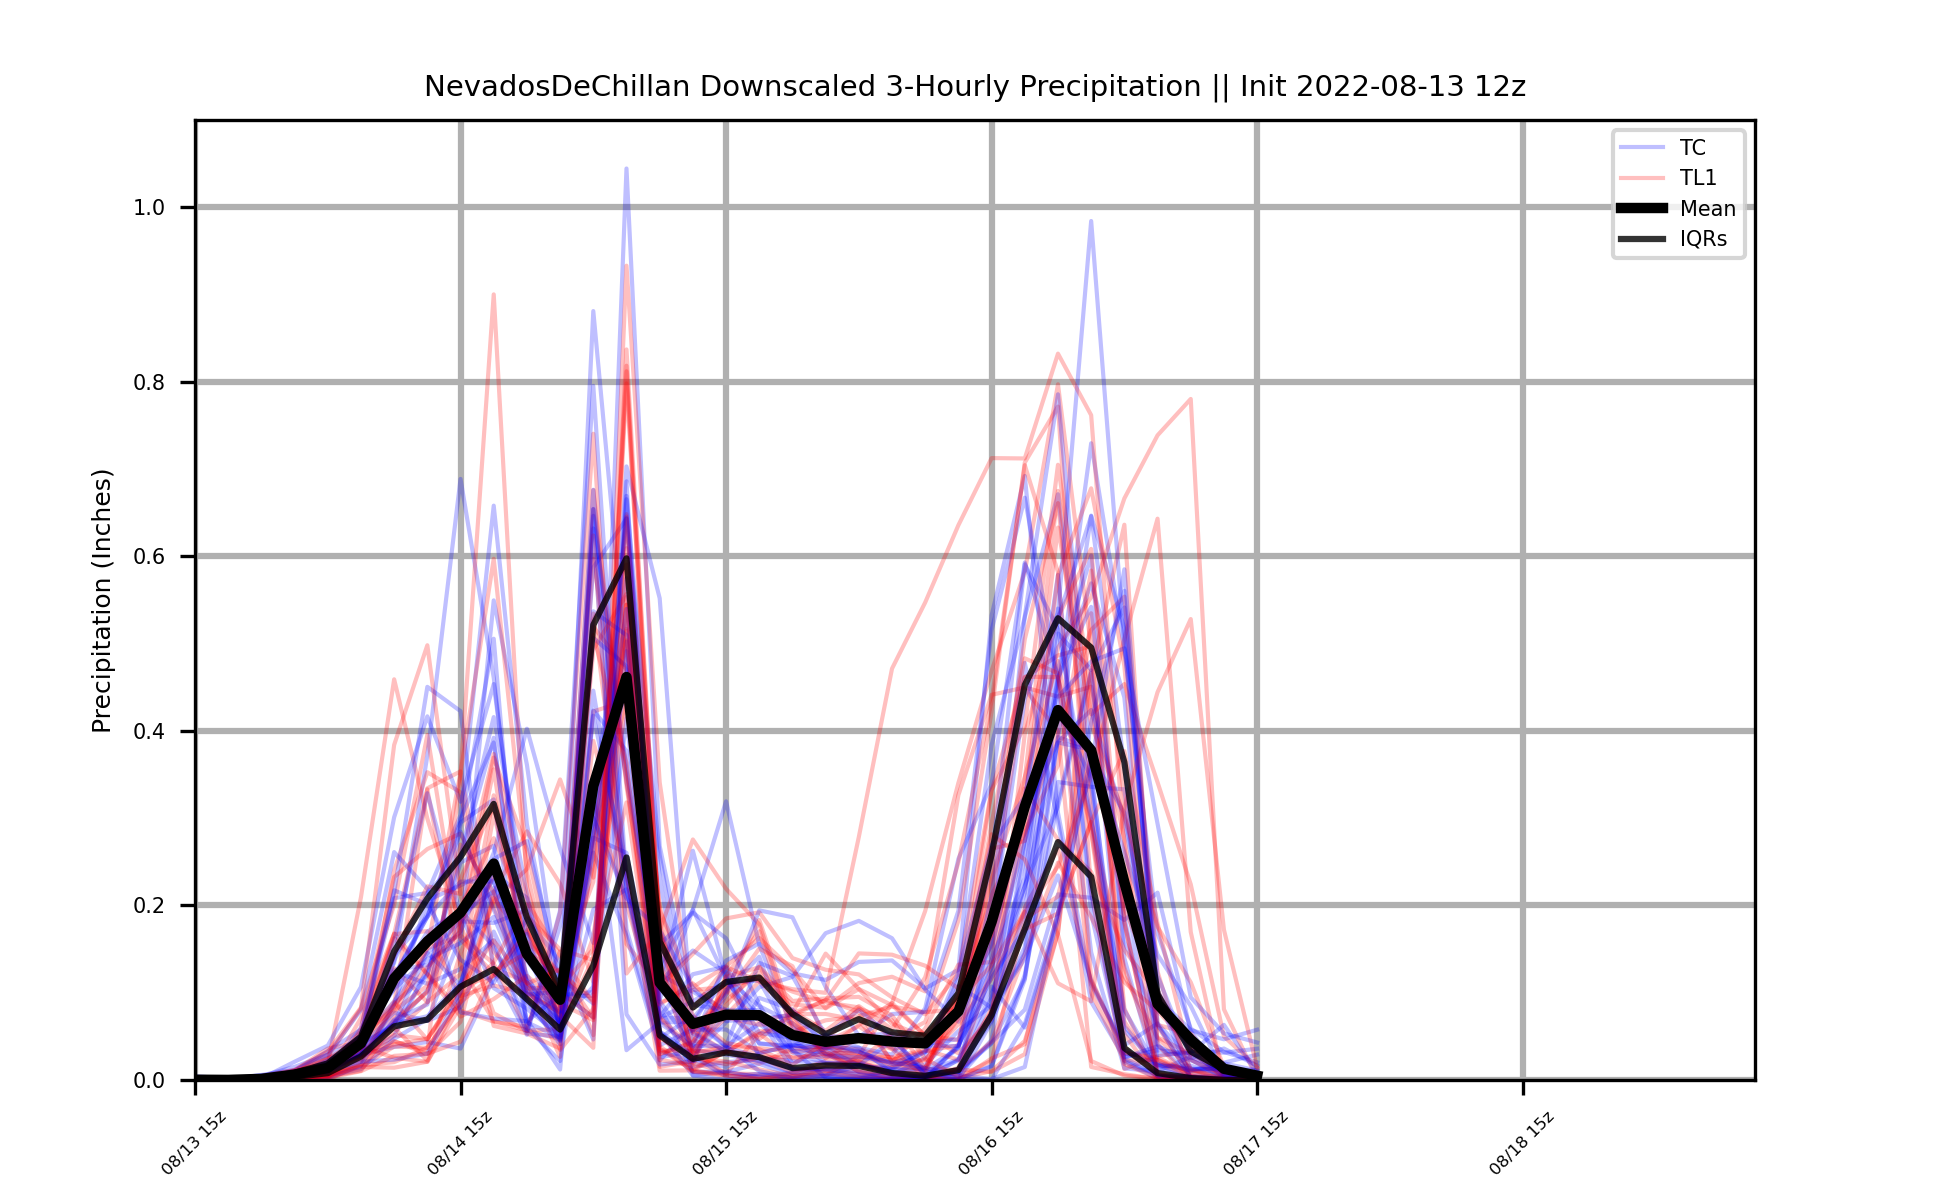 NevadosDeChillan Downscaled 3-Hourly Precipitation || Init 2022-08-13 12z
TC
TL1
Mean
IQRs
Precipitation (Inches)
1.0
0.8
0.6
0.4
0.2
0.0
08/13 15z
08/14 15z
08/15 15z
08/16 15z
08/17 15z
08/18 15z